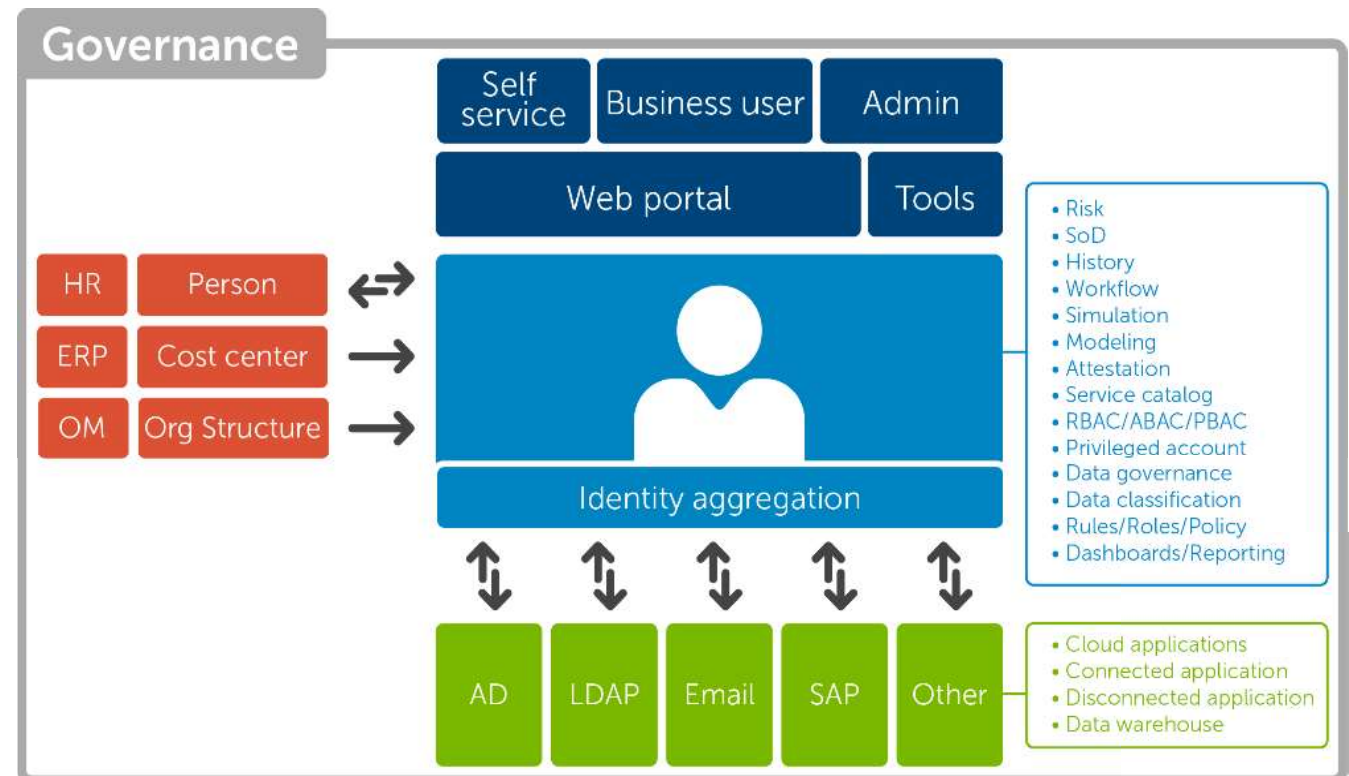 Governance
Self
service
Business user
Admin
Web portal
Tools
HR
Person
ERP
Cost center
OM
Org Structure
Identity aggregation
• Risk
• SoD
• History
• Workflow
• Simulation
• Modeling
• Attestation
• Service catalog
• RBAC/ABAC/PBAC
• Privileged account
• Data governance
• Data classification
• Rules/Roles/Policy
• Dashboards/Reporting
AD
LDAP
Email
SAP
Other
• Cloud applications
• Connected application
• Disconnected application
• Data warehouse